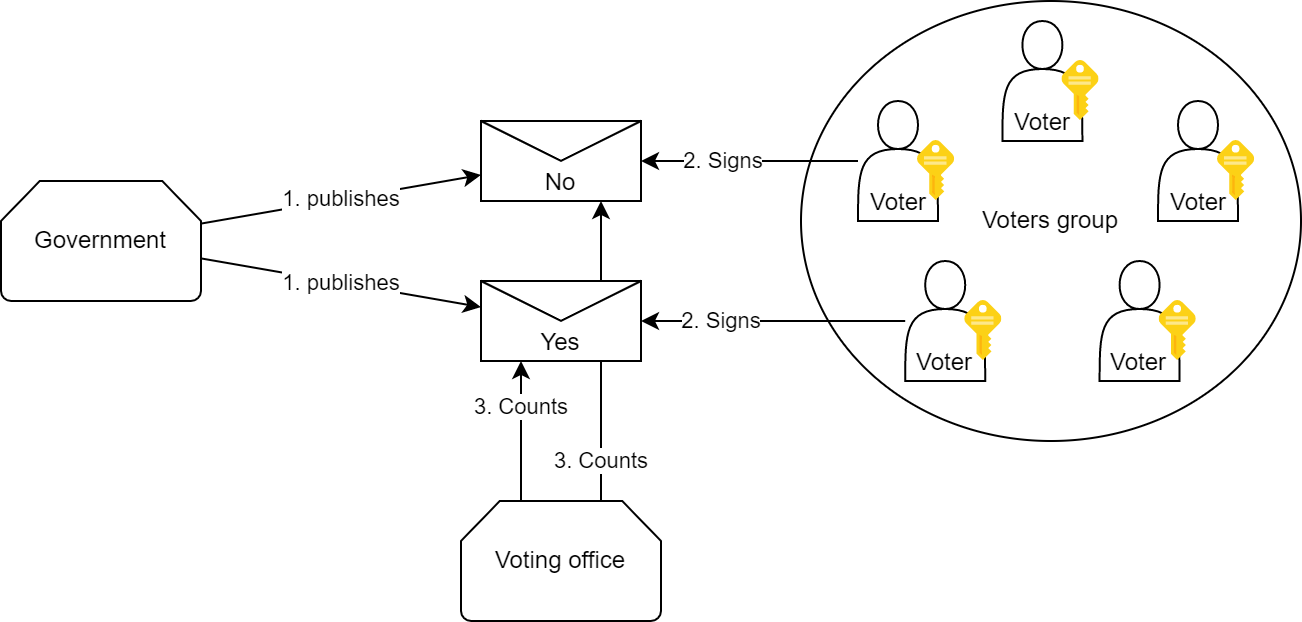 Voter
Voter
Voter
2. Signs
No
1. publishes
Voters group
Government
1. publishes
2. Signs
Yes
Voter
Voter
3. Counts
3. Counts
Voting office